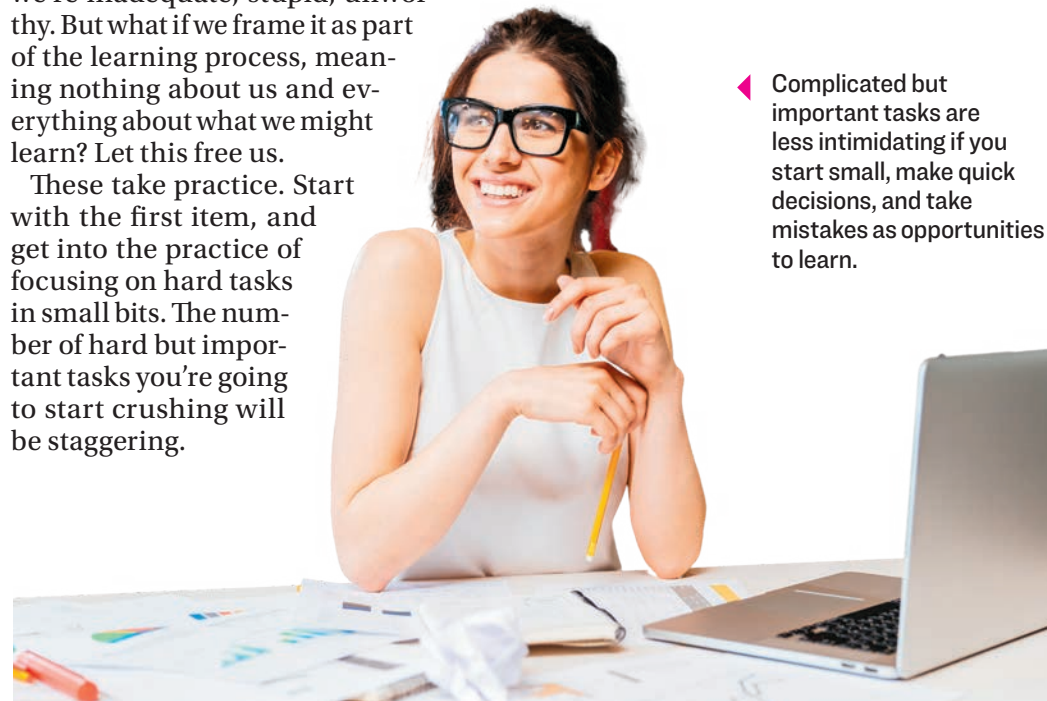 thy. But what if we frame it as part
of the learning process, mean-
ing nothing about us and ev-
erything about what we might
learn? Let this free us.
These take practice. Start
with the first item, and
get into the practice of
focusing on hard tasks
in small bits. The num-
ber of hard but impor-
tant tasks you’re going
to start crushing will
be staggering.
Complicated but
important tasks are
less intimidating if you
start small, make quick
decisions, and take
mistakes as opportunities
to learn.